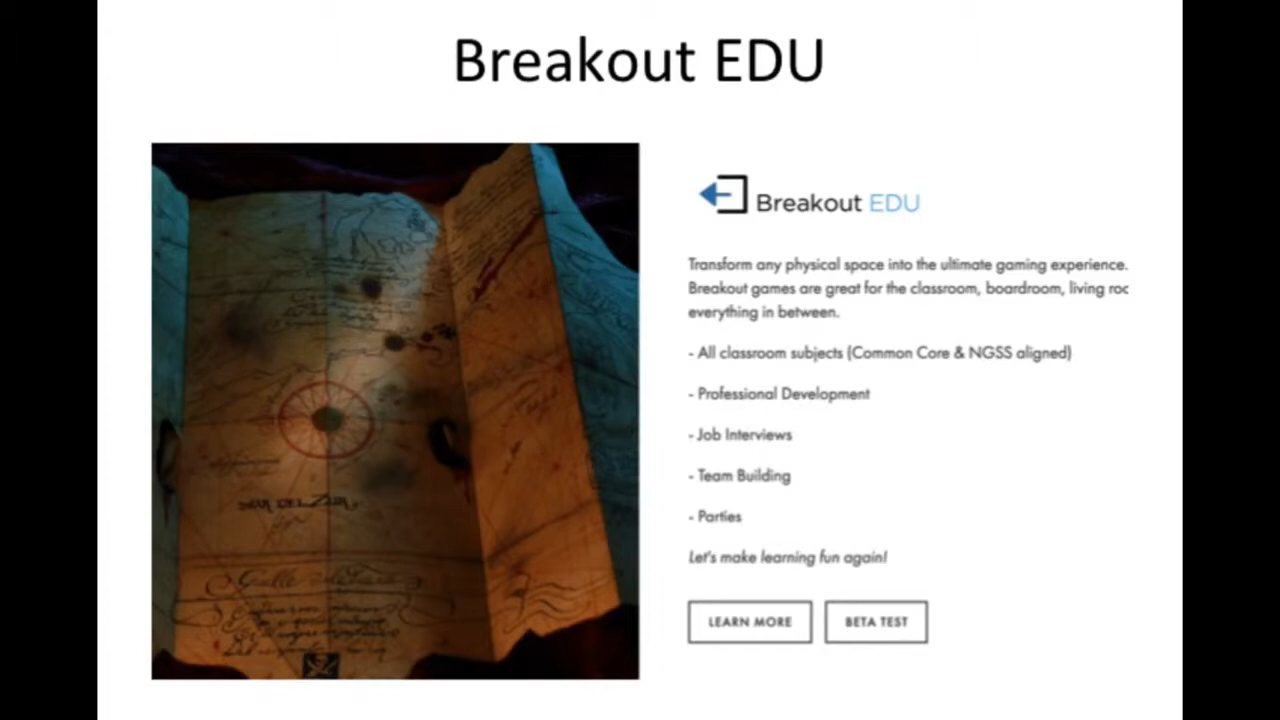 Breakout EDU
Breakout EDU
Transform any physical space into the ultimate gaming experience.
Breakout games are great for the classroom, boardroom, living roc
everything in between.
- All classroom subjects (Common Core & NGSS aligned)
- Professional Development
- Job Interviews
- Team Building
- Parties
Let's make learning fun again!
LEARN MORE
BETA TEST